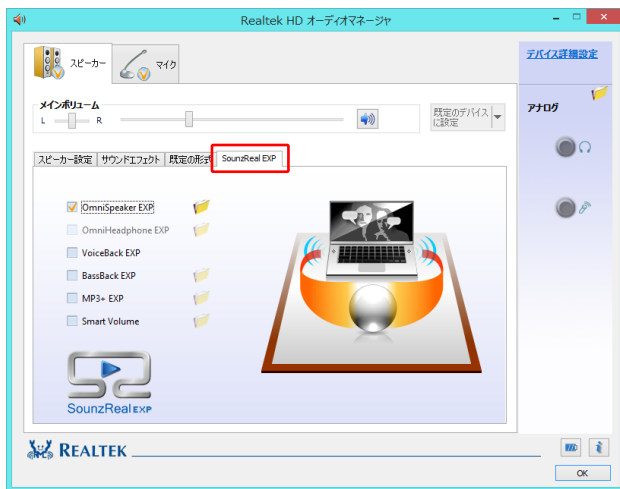 Realtek HD オーディオマネージャ
スピーカー
マイク
デバイス詳細設定
メインボリューム
L
R
既定のデバイス
に設定
アナログ
スピーカー設定
サウンドエフェクト
既定の形式
SounzReal EXP
OmniSpeaker EXP
OmniHeadphone EXP
VoiceBack EXP
BassBack EXP
MP3+ EXP
Smart Volume
SounzReal EXP
REALTEK
OK